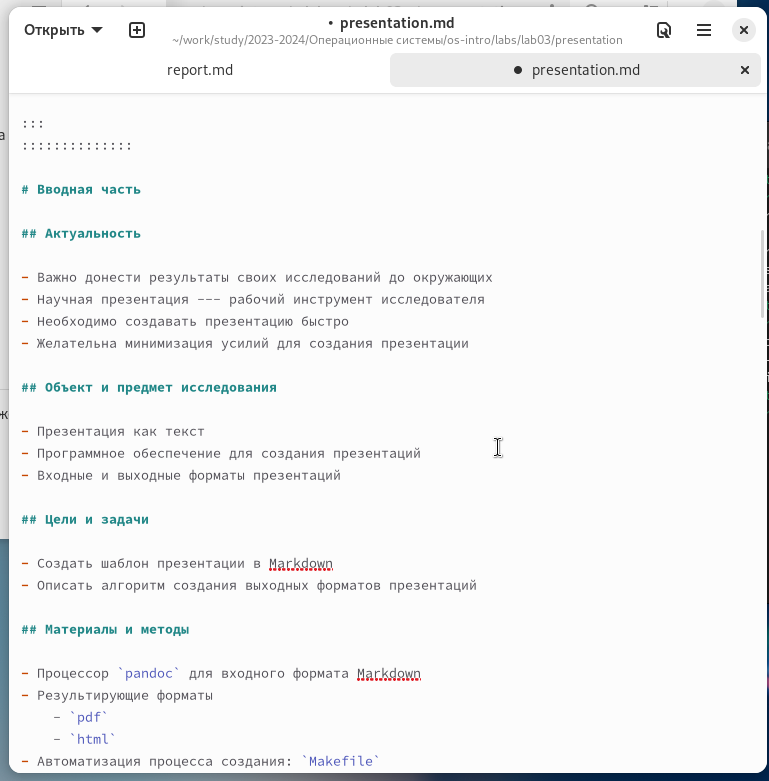 Открыть
• presentation.md
~/work/study/2023-2024/Операционные системы/os-intro/labs/lab03/presentation
report.md
● presentation.md
:::
::::::::::::::
# Вводная часть
## Актуальность
- Важно донести результаты своих исследований до окружающих
- Научная презентация --- рабочий инструмент исследователя
- Необходимо создавать презентацию быстро
- Желательна минимизация усилий для создания презентации
## Объект и предмет исследования
- Презентация как текст
- Программное обеспечение для создания презентаций
- Входные и выходные форматы презентаций
## Цели и задачи
- Создать шаблон презентации в Markdown
- Описать алгоритм создания выходных форматов презентаций
## Материалы и методы
- Процессор `pandoc` для входного формата Markdown
- Результирующие форматы
    - `pdf`
    - `html`
- Автоматизация процесса создания: `Makefile`